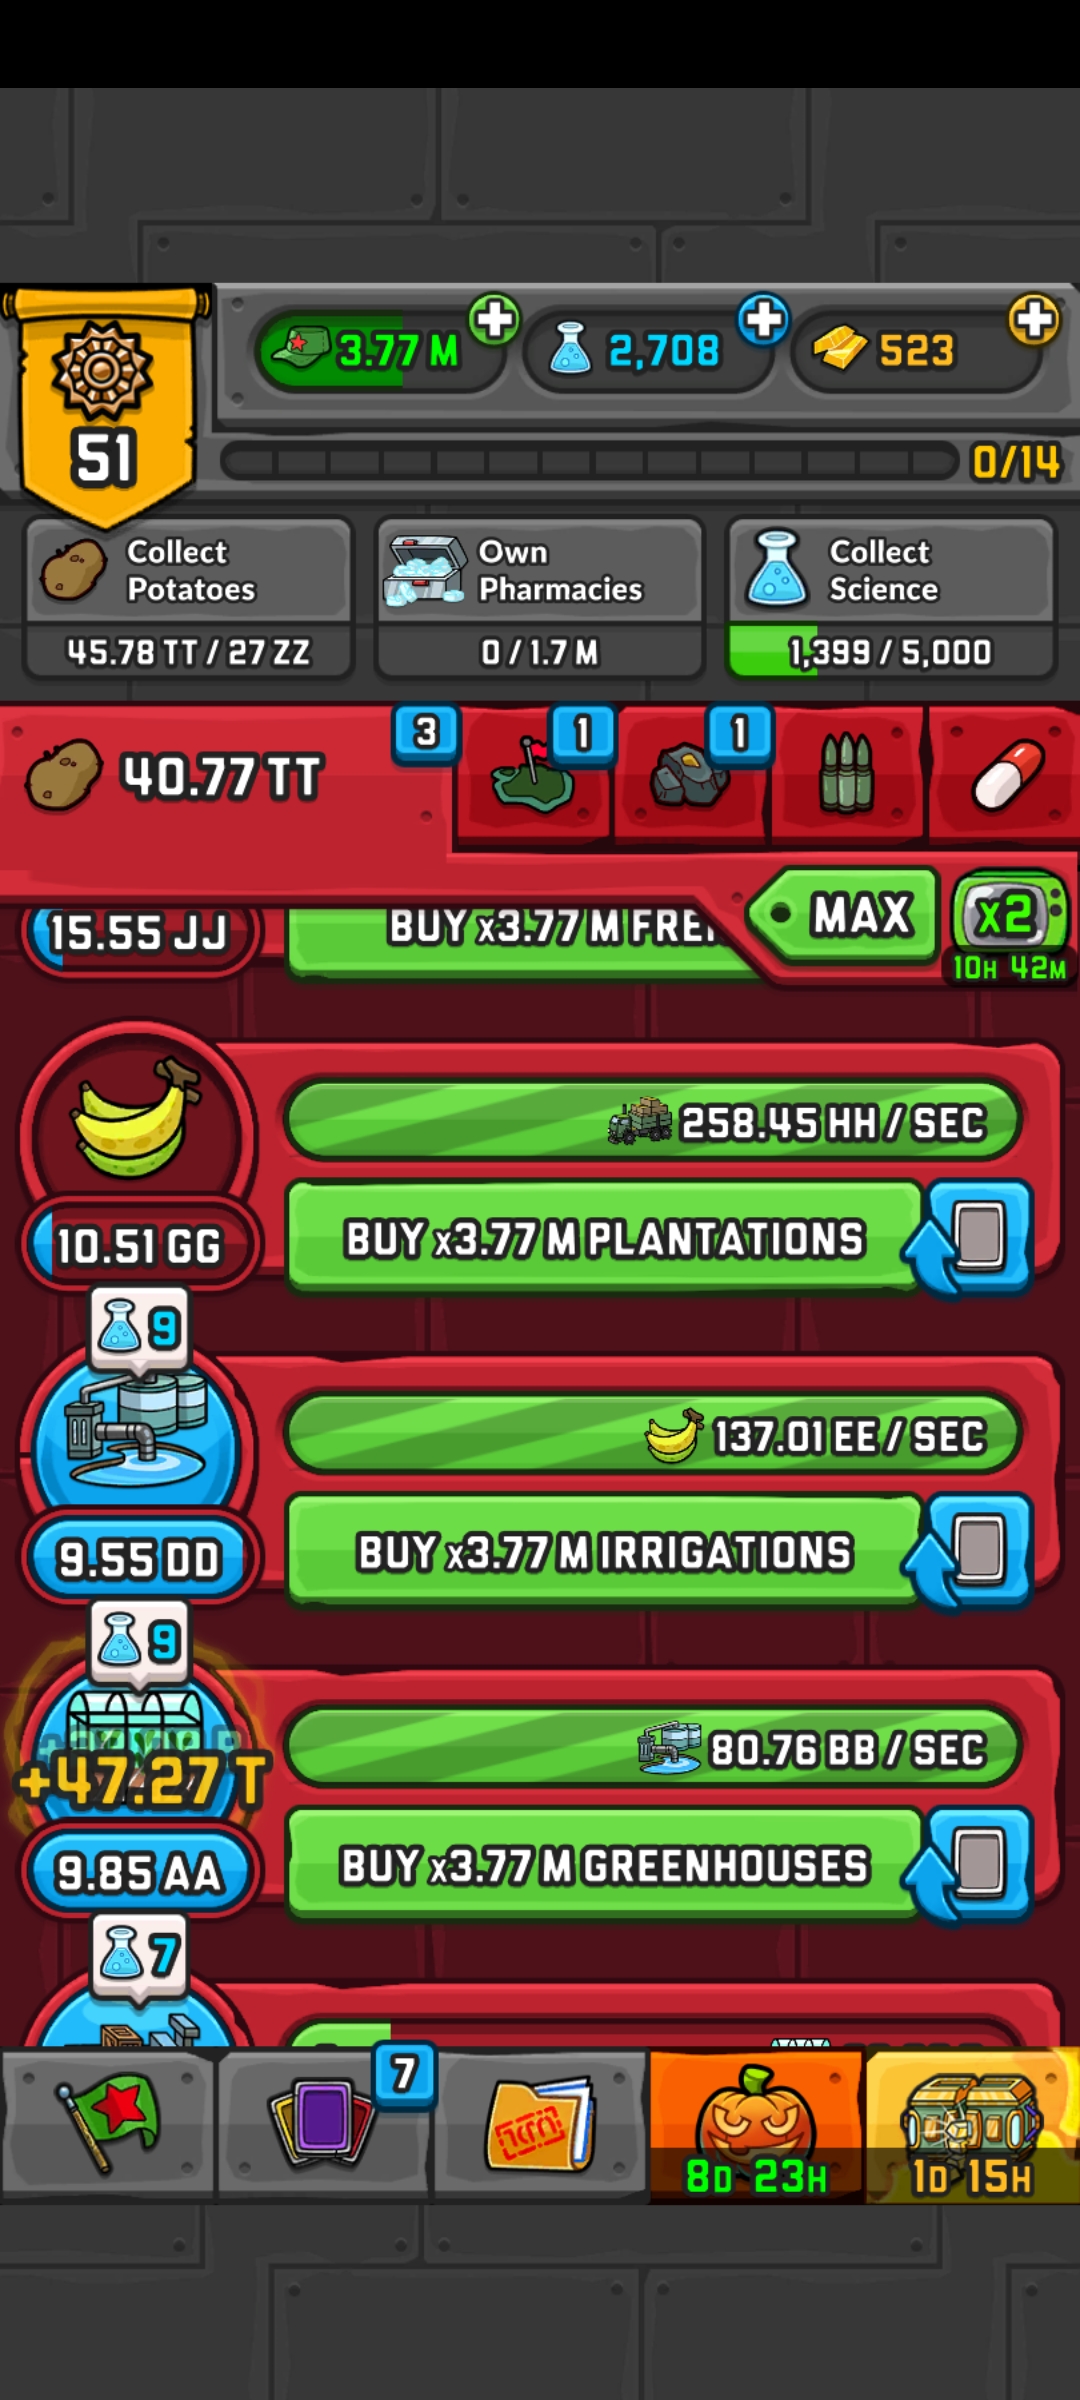 51
3.77 M
2,708
523
0/14
Collect
Potatoes
45.78 TT / 27 ZZ
Own
Pharmacies
0 / 1.7 M
Collect
Science
1,399 / 5,000
40.77 TT
3
1
1
MAX
x2
10H 42M
15.55 JJ
BUY x3.77 M
258.45 HH / SEC
10.51 GG
BUY x3.77 M PLANTATIONS
9
137.01 EE / SEC
9.55 DD
BUY x3.77 M IRRIGATIONS
9
80.76 BB / SEC
+47.27 T
9.85 AA
BUY x3.77 M GREENHOUSES
7
7
8D 23H
1D 15H